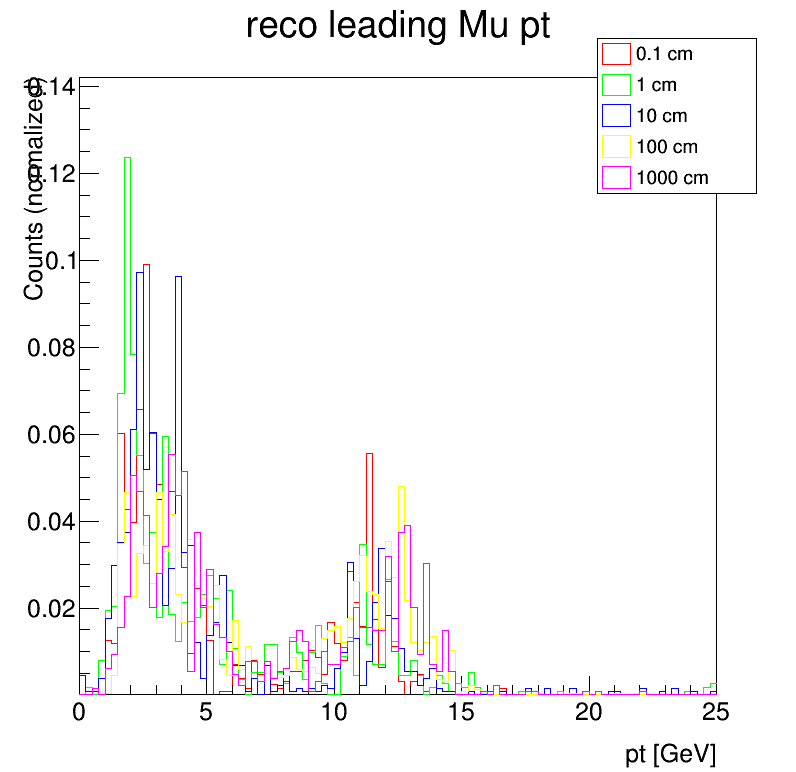 reco leading Mu pt
0.1 cm
1 cm
10 cm
100 cm
1000 cm
Counts (normalized)
0.14
0.12
0.1
0.08
0.06
0.04
0.02
0 5 10 15 20 25
pt [GeV]